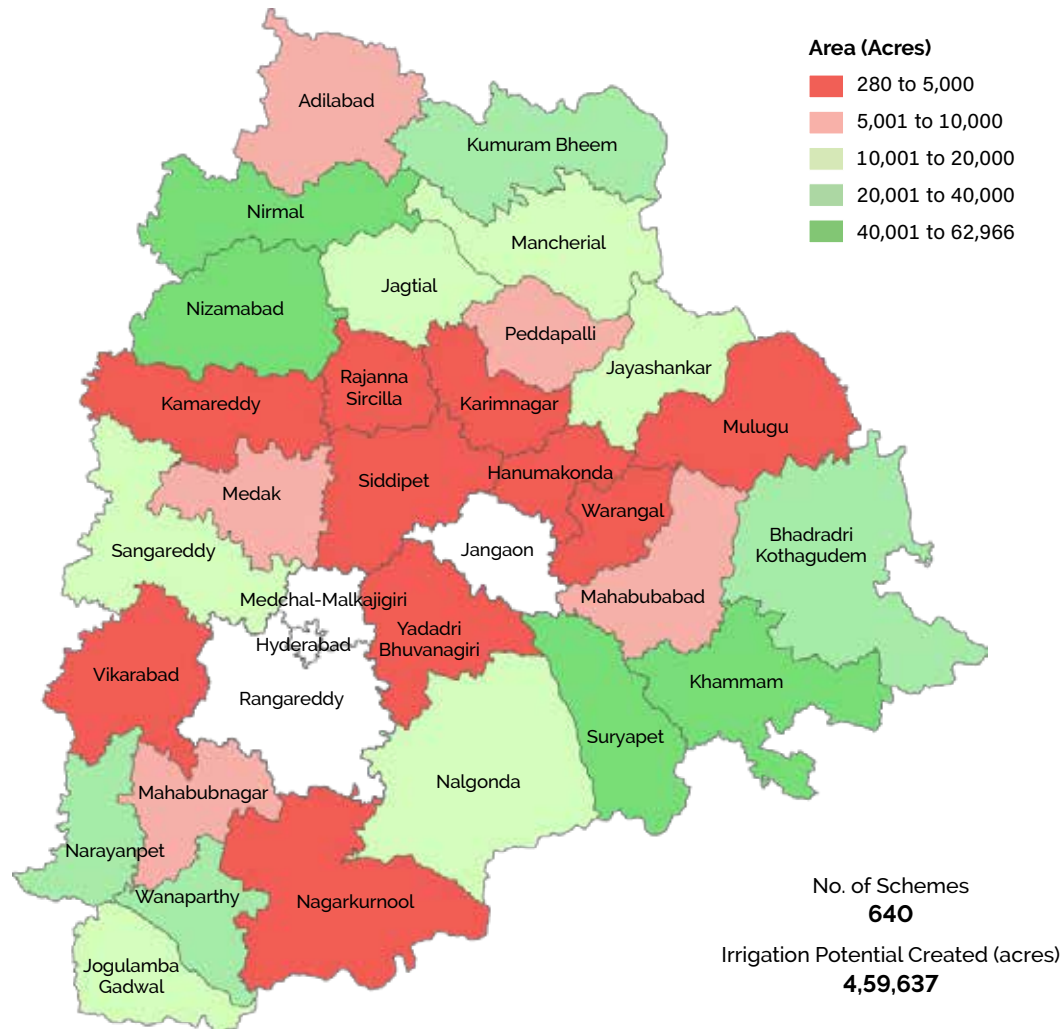 Area (Acres)
280 to 5,000
5,001 to 10,000
10,001 to 20,000
20,001 to 40,000
40,001 to 62,966
Adilabad
Kumuram Bheem
Nirmal
Mancherial
Jagtial
Nizamabad
Peddapalli
Jayashankar
Rajanna
Sircilla
Kamareddy
Karimnagar
Mulugu
Hanumakonda
Siddipet
Medak
Warangal
Bhadradri
Kothagudem
Jangaon
Sangareddy
Mahabubabad
Medchal-Malkajigiri
Yadadri
Bhuvanagiri
Hyderabad
Vikarabad
Khammam
Rangareddy
Suryapet
Nalgonda
Mahabubnagar
Narayanpet
Wanaparthy
Nagarkurnool
Jogulamba
Gadwal
No. of Schemes
640
Irrigation Potential Created (acres)
4,59,637